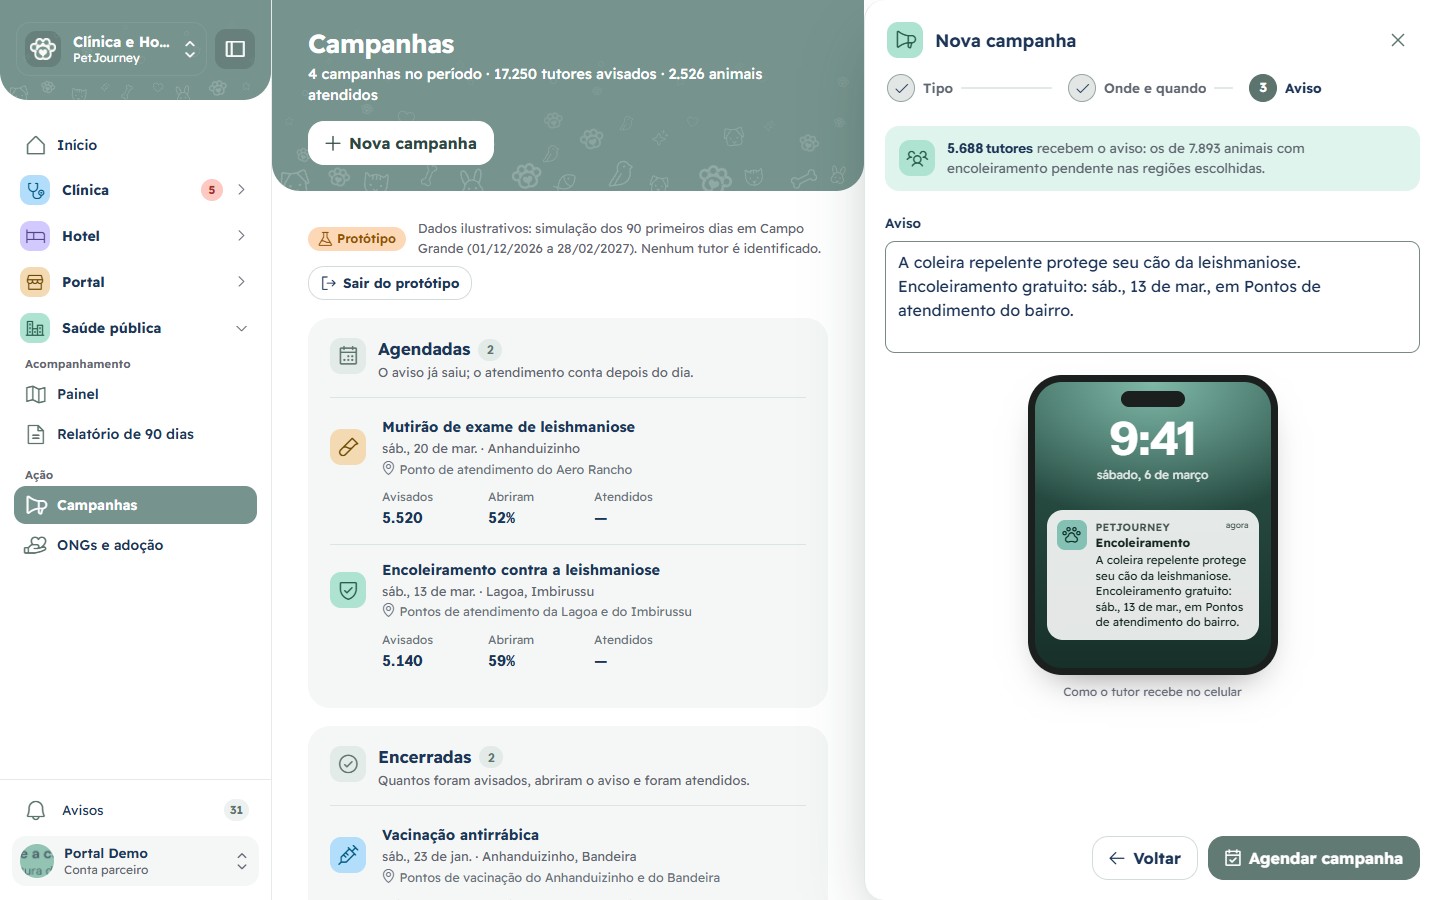 Clínica e Ho...
PetJourney
Início
Clínica
5
Hotel
Portal
Saúde pública
Acompanhamento
Painel
Relatório de 90 dias
Ação
Campanhas
ONGs e adoção
Avisos
31
Portal Demo
Conta parceiro
Campanhas
4 campanhas no período · 17.250 tutores avisados · 2.526 animais
atendidos
Nova campanha
Protótipo
Dados ilustrativos: simulação dos 90 primeiros dias em Campo
Grande (01/12/2026 a 28/02/2027). Nenhum tutor é identificado.
Sair do protótipo
Agendadas 2
O aviso já saiu; o atendimento conta depois do dia.
Mutirão de exame de leishmaniose
sáb., 20 de mar. · Anhanduizinho
Ponto de atendimento do Aero Rancho
Avisados Abriram Atendidos
5.520 52% —
Encoleiramento contra a leishmaniose
sáb., 13 de mar. · Lagoa, Imbirussu
Pontos de atendimento da Lagoa e do Imbirussu
Avisados Abriram Atendidos
5.140 59% —
Encerradas 2
Quantos foram avisados, abriram o aviso e foram atendidos.
Vacinação antirrábica
sáb., 23 de jan. · Anhanduizinho, Bandeira
Pontos de vacinação do Anhanduizinho e do Bandeira
Nova campanha
Tipo
Onde e quando
3 Aviso
5.688 tutores recebem o aviso: os de 7.893 animais com
encoleiramento pendente nas regiões escolhidas.
Aviso
A coleira repelente protege seu cão da leishmaniose.
Encoleiramento gratuito: sáb., 13 de mar., em Pontos de
atendimento do bairro.
9:41
sábado, 6 de março
PETJOURNEY agora
Encoleiramento
A coleira repelente protege
seu cão da leishmaniose.
Encoleiramento gratuito:
sáb., 13 de mar., em Pontos
de atendimento do bairro.
Como o tutor recebe no celular
Voltar
Agendar campanha